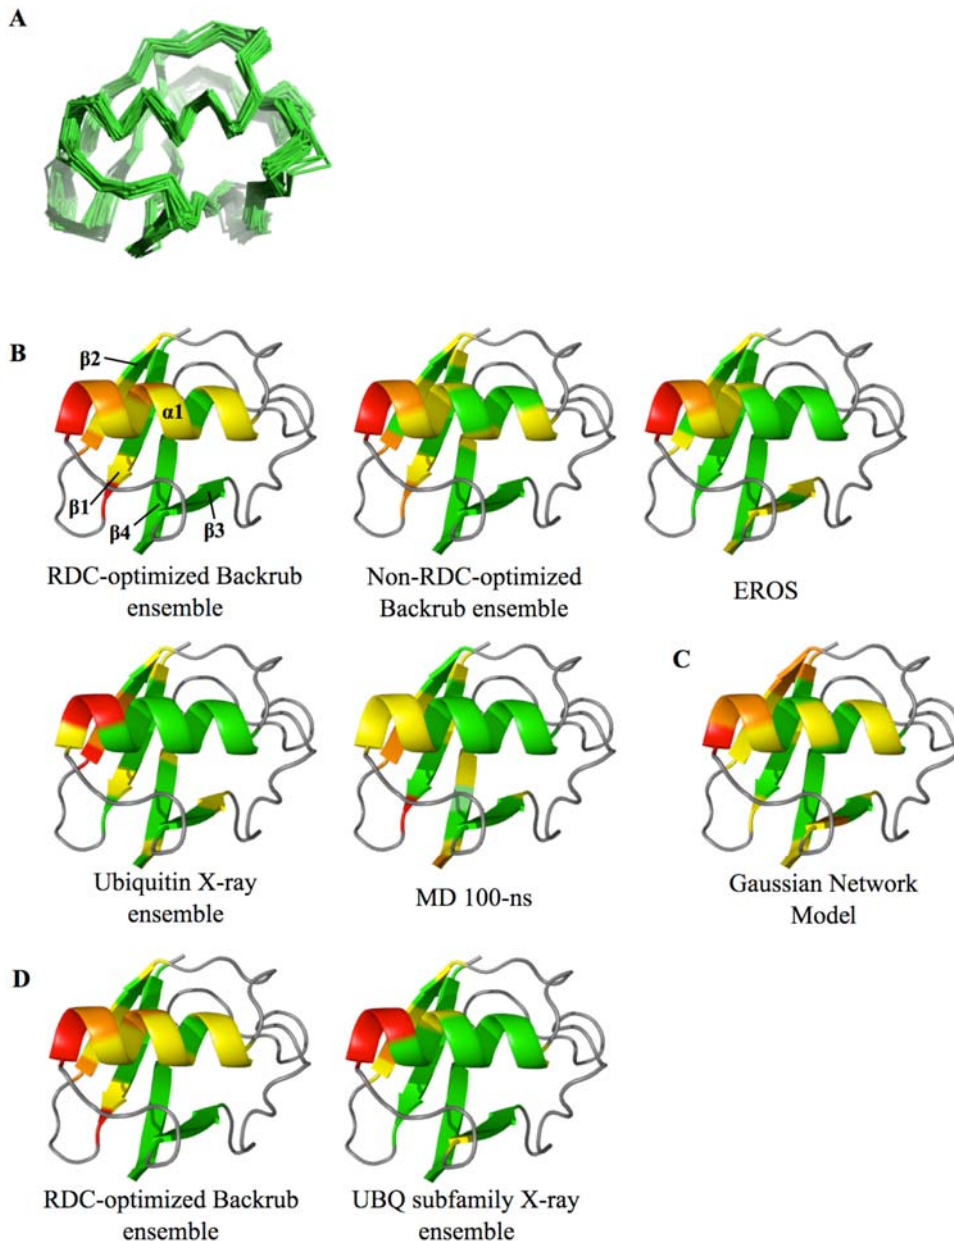 A
B
β2
α1
β1
β4
β3
RDC-optimized Backrub
ensemble
Non-RDC-optimized
Backrub ensemble
EROS
C
Ubiquitin X-ray
ensemble
MD 100-ns
Gaussian Network
Model
D
RDC-optimized Backrub
ensemble
UBQ subfamily X-ray
ensemble